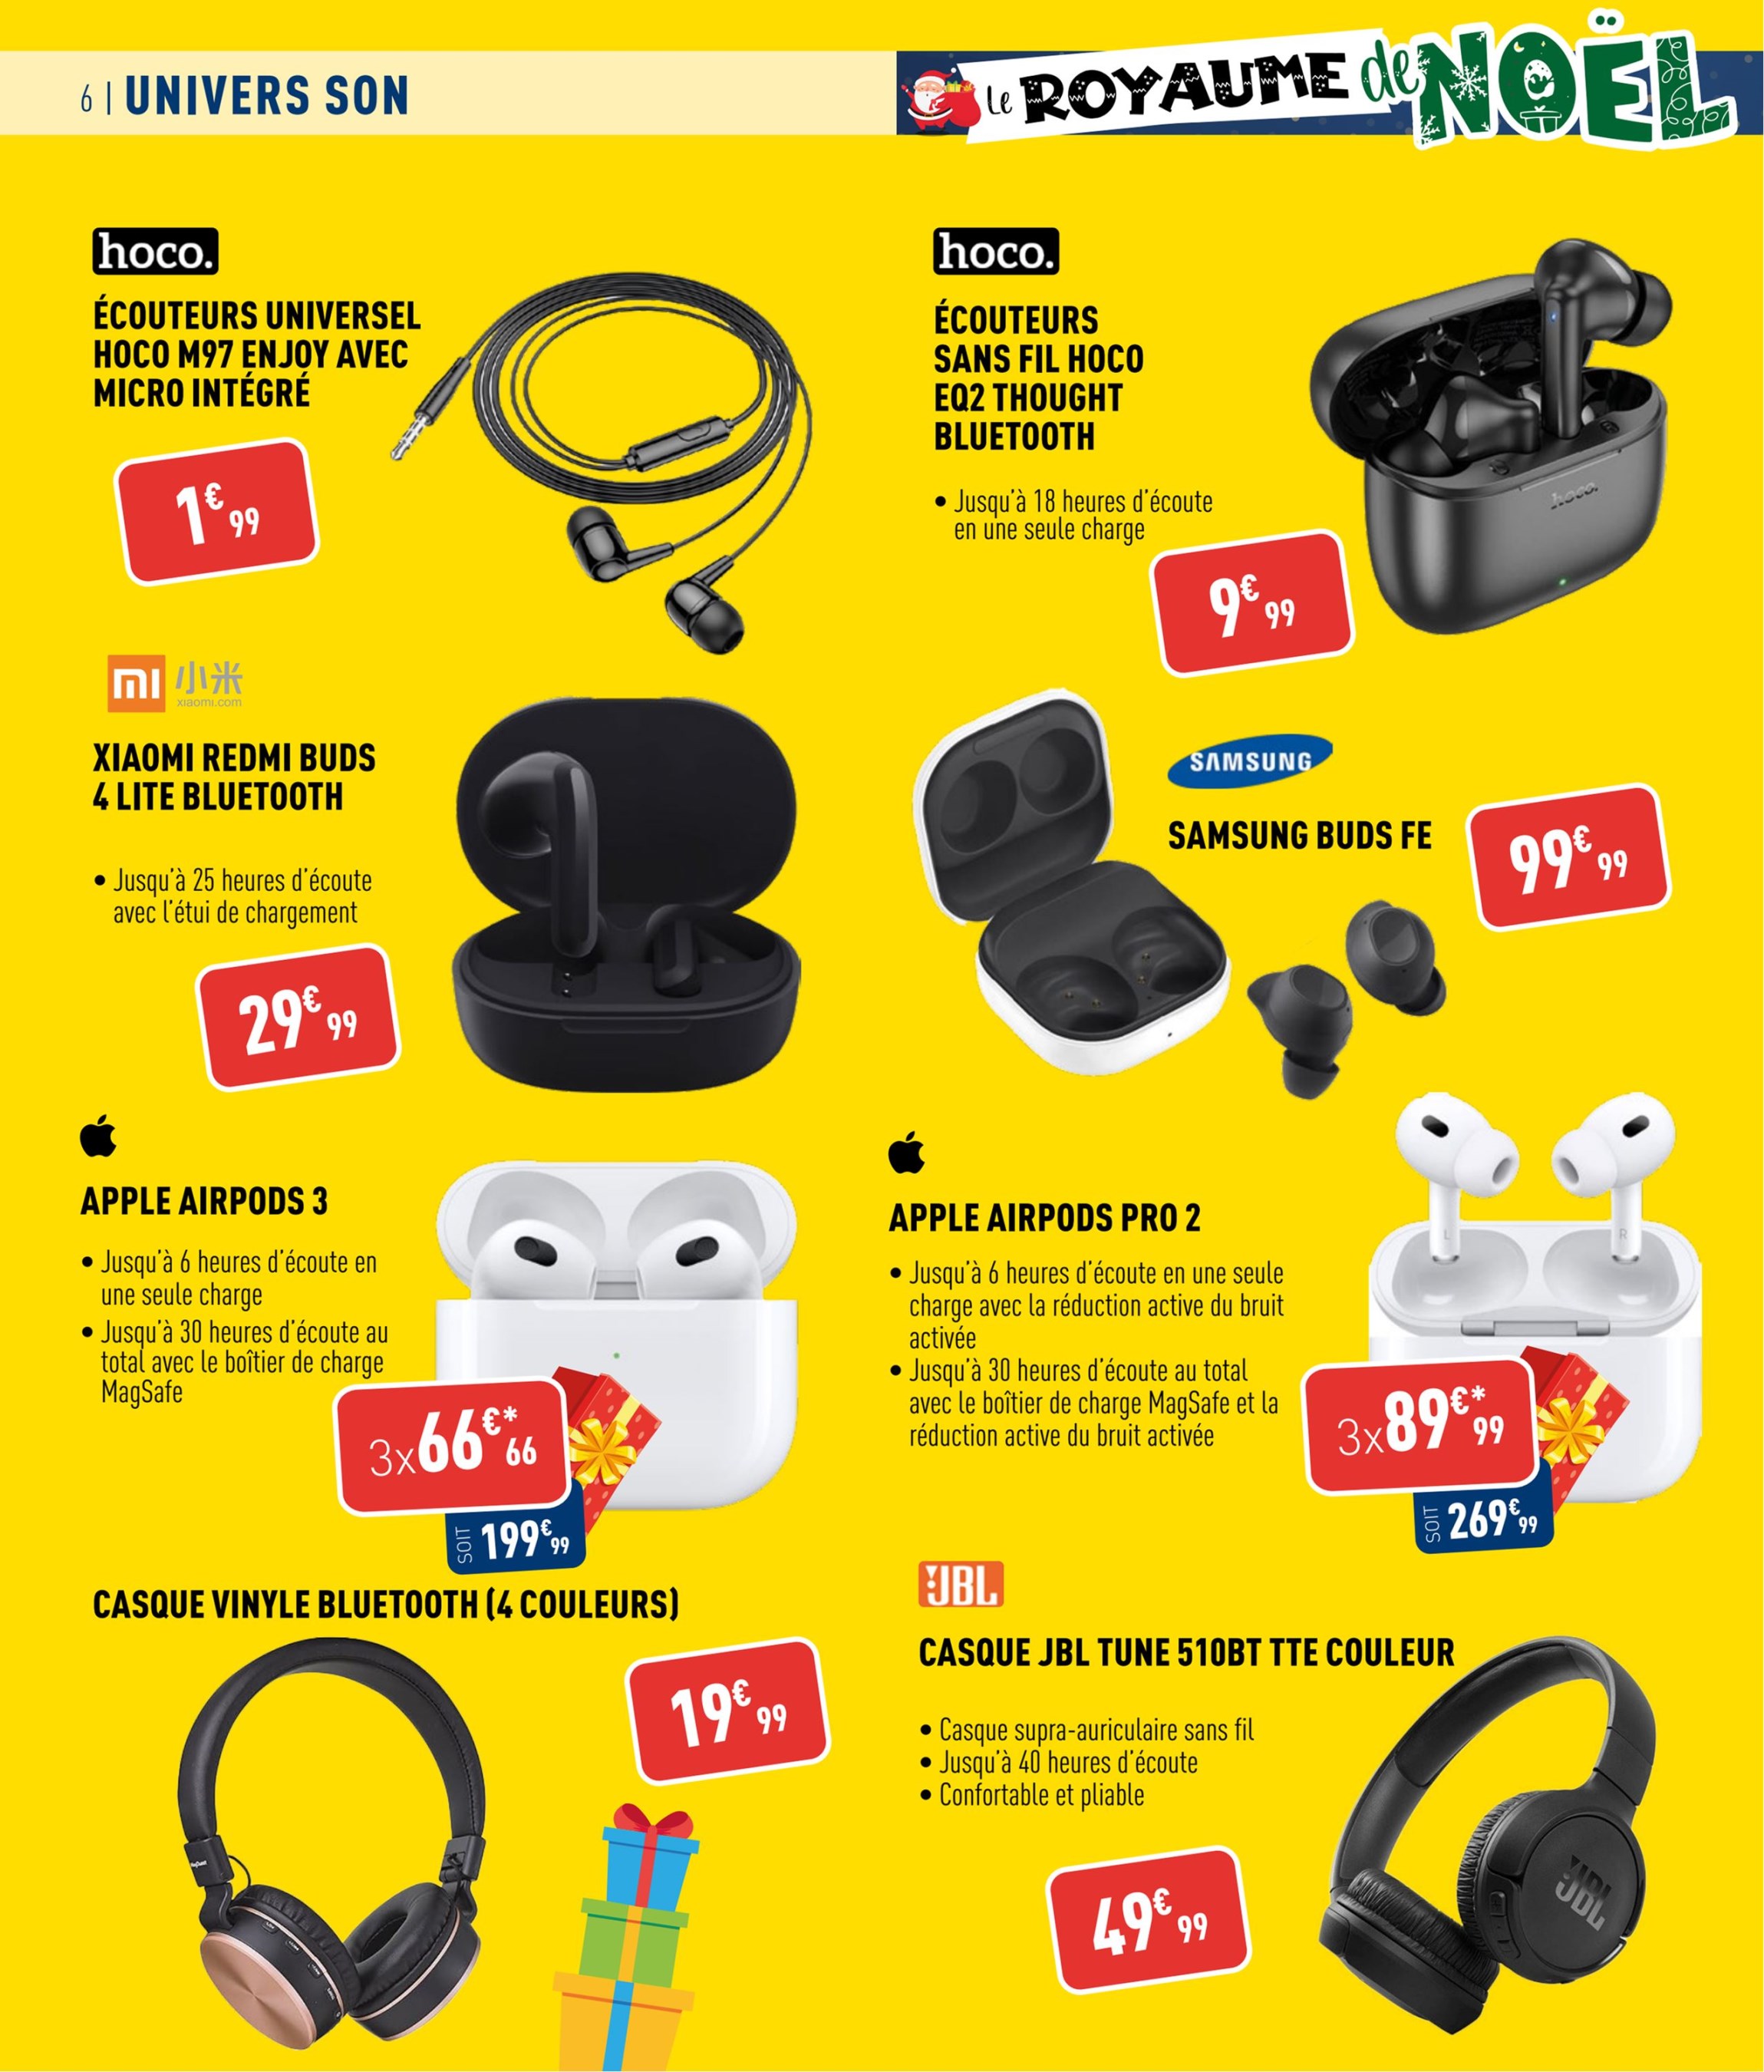 6 | UNIVERS SON
Le ROYAUME de NOËL
hoco.
ÉCOUTEURS UNIVERSEL
HOCO M97 ENJOY AVEC
MICRO INTÉGRÉ
1€99
hoco.
ÉCOUTEURS
SANS FIL HOCO
EQ2 THOUGHT
BLUETOOTH
• Jusqu'à 18 heures d'écoute
en une seule charge
hoco.
9€99
mi 小米
xiaomi.com
XIAOMI REDMI BUDS
4 LITE BLUETOOTH
• Jusqu'à 25 heures d'écoute
avec l'étui de chargement
29€99
SAMSUNG
SAMSUNG BUDS FE
99€99
APPLE AIRPODS 3
• Jusqu'à 6 heures d'écoute en
une seule charge
• Jusqu'à 30 heures d'écoute au
total avec le boîtier de charge
MagSafe
3x66€*66
SOIT 199€99
APPLE AIRPODS PRO 2
• Jusqu'à 6 heures d'écoute en une seule
charge avec la réduction active du bruit
activée
• Jusqu'à 30 heures d'écoute au total
avec le boîtier de charge MagSafe et la
réduction active du bruit activée
L R
3x89€*99
SOIT 269€99
CASQUE VINYLE BLUETOOTH (4 COULEURS)
19€99
JBL
CASQUE JBL TUNE 510BT TTE COULEUR
• Casque supra-auriculaire sans fil
• Jusqu'à 40 heures d'écoute
• Confortable et pliable
JBL
49€99